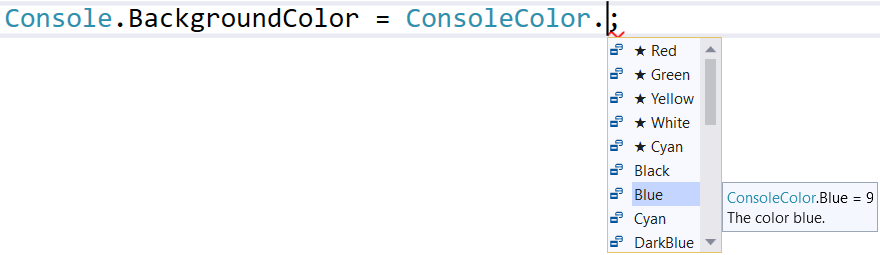 Console.BackgroundColor = ConsoleColor.;
★ Red
★ Green
★ Yellow
★ White
★ Cyan
Black
Blue
Cyan
DarkBlue
ConsoleColor.Blue = 9
The color blue.